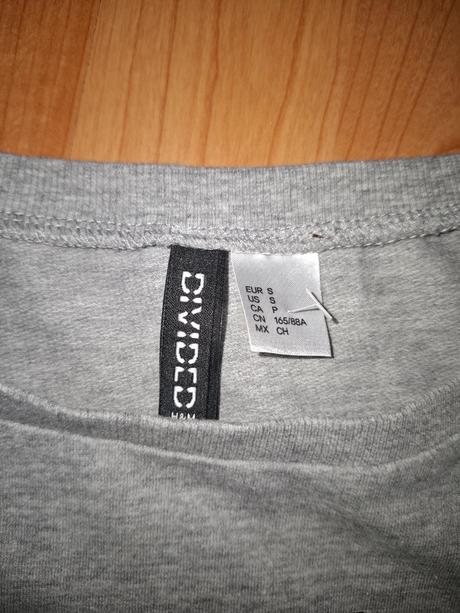 DIVIDED
H&M
EUR S
US S
CA P
CN 165/88A
MX CH